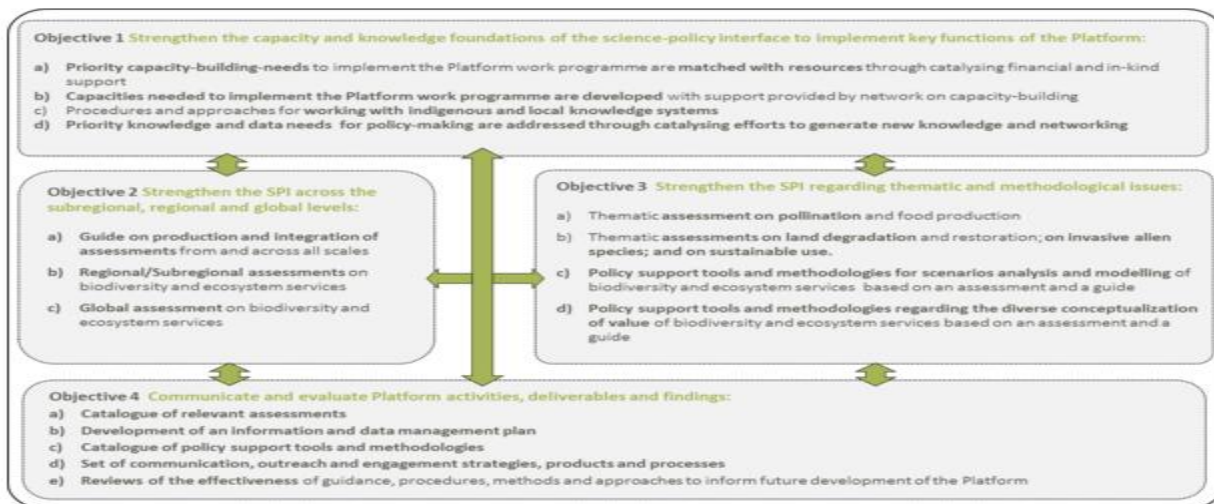 Objective 1 Strengthen the capacity and knowledge foundations of the science-policy interface to implement key functions of the Platform:
a) Priority capacity-building-needs to implement the Platform work programme are matched with resources through catalysing financial and in-kind
support
b) Capacities needed to implement the Platform work programme are developed with support provided by network on capacity-building
c) Procedures and approaches for working with indigenous and local knowledge systems
d) Priority knowledge and data needs for policy-making are addressed through catalysing efforts to generate new knowledge and networking
Objective 2 Strengthen the SPI across the
subregional, regional and global levels:
a) Guide on production and integration of
assessments from and across all scales
b) Regional/Subregional assessments on
biodiversity and ecosystem services
c) Global assessment on biodiversity and
ecosystem services
Objective 3 Strengthen the SPI regarding thematic and methodological issues:
a) Thematic assessment on pollination and food production
b) Thematic assessments on land degradation and restoration; on invasive alien
species; and on sustainable use.
c) Policy support tools and methodologies for scenarios analysis and modelling of
biodiversity and ecosystem services based on an assessment and a guide
d) Policy support tools and methodologies regarding the diverse conceptualization
of value of biodiversity and ecosystem services based on an assessment and a
guide
Objective 4 Communicate and evaluate Platform activities, deliverables and findings:
a) Catalogue of relevant assessments
b) Development of an information and data management plan
c) Catalogue of policy support tools and methodologies
d) Set of communication, outreach and engagement strategies, products and processes
e) Reviews of the effectiveness of guidance, procedures, methods and approaches to inform future development of the Platform